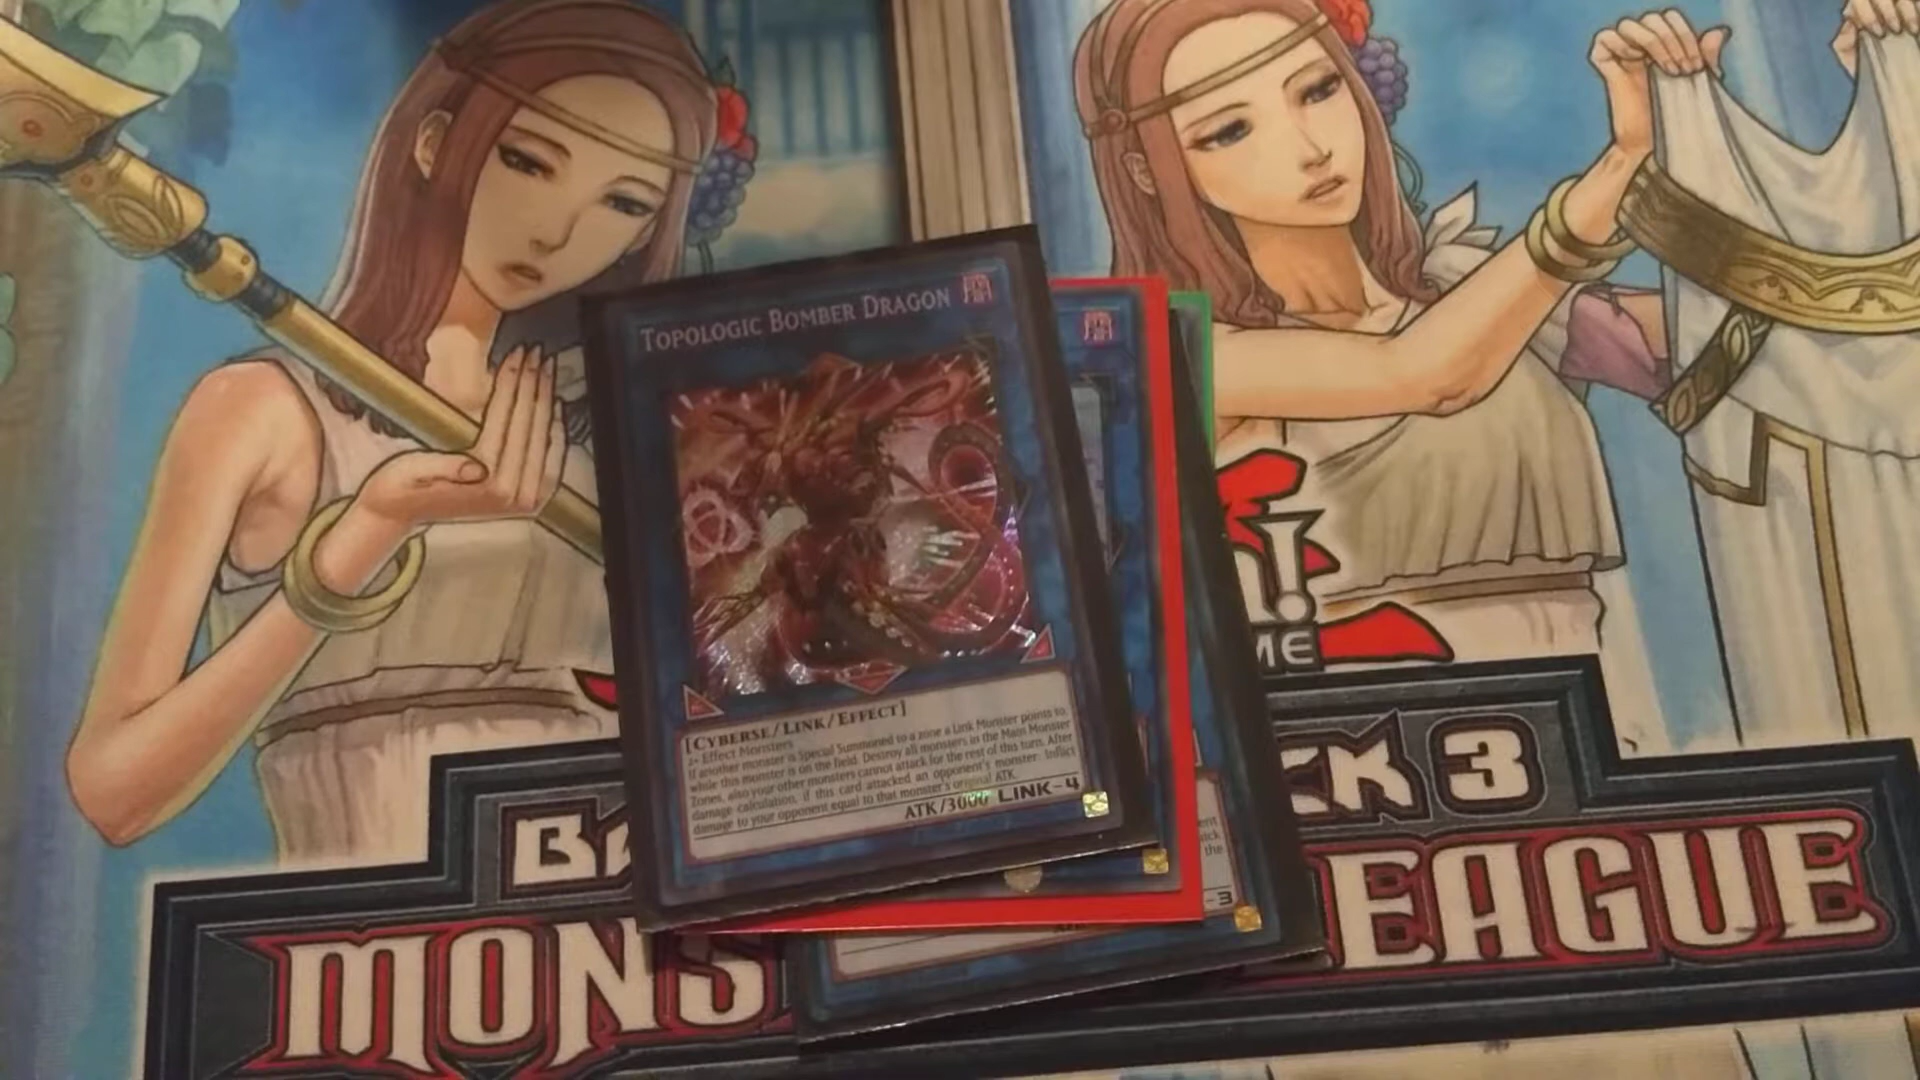 TOPOLOGIC BOMBER DRAGON
[CYBERSE/LINK/EFFECT]
2+ Effect Monsters
If another monster is Special Summoned to a zone a Link Monster points to,
while this monster is on the field: Destroy all monsters in the Main Monster
Zones, also your other monsters cannot attack for the rest of this turn. After
damage calculation, if this card attacked an opponent's monster: Inflict
damage to your opponent equal to that monster's original ATK.
ATK/3000 LINK-4
the
-3
!
ME
CK 3
MONS EAGUE